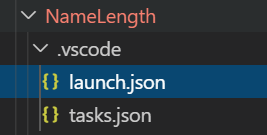 NameLength
.vscode
{} launch.json
{} tasks.json